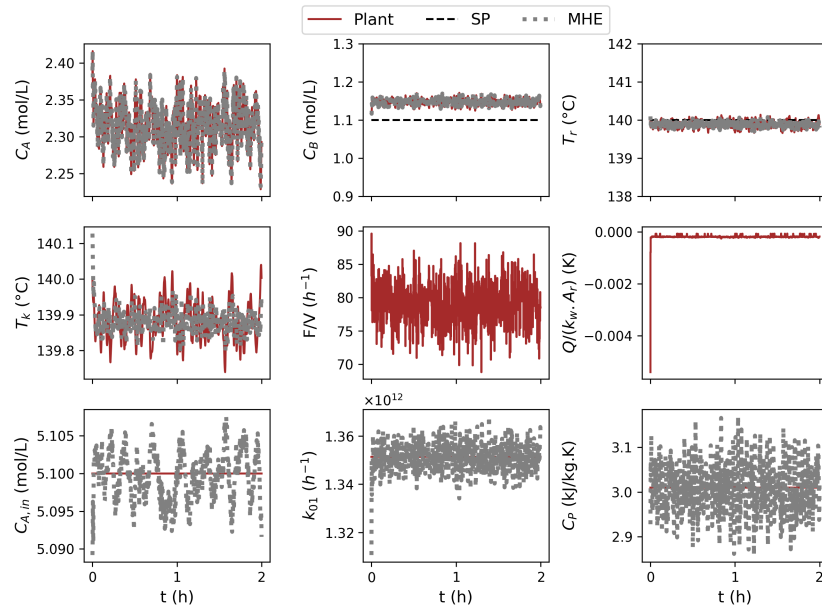 Plant SP MHE
C_A (mol/L)
2.40
2.35
2.30
2.25
C_B (mol/L)
1.3
1.2
1.1
1.0
0.9
T_r (°C)
142
141
140
139
138
T_k (°C)
140.1
140.0
139.9
139.8
F/V (h^{-1})
90
85
80
75
70
Q/(k_w. A_r) (K)
0.000
−0.002
−0.004
C_{A, in} (mol/L)
5.105
5.100
5.095
5.090
0 1 2
t (h)
×10^{12}
k_{01} (h^{-1})
1.36
1.34
1.32
0 1 2
t (h)
C_P (kJ/kg.K)
3.1
3.0
2.9
0 1 2
t (h)